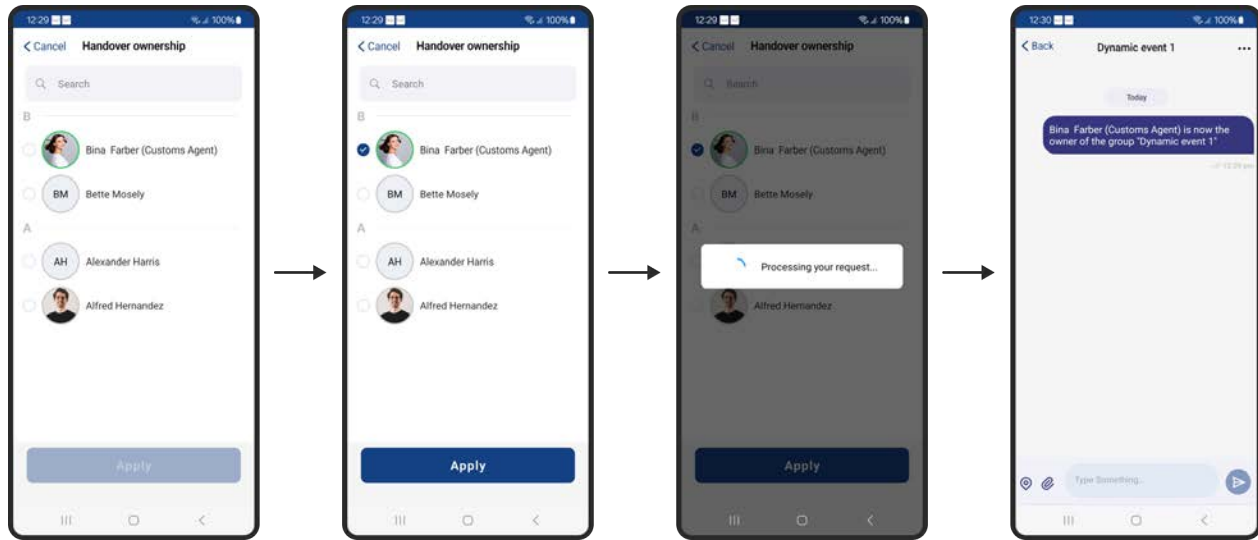 12:29
100%
Cancel Handover ownership
Search
B
Bina Farber (Customs Agent)
BM Bette Mosely
A
AH Alexander Harris
Alfred Hernandez
Apply
12:29
100%
Cancel Handover ownership
Search
B
Bina Farber (Customs Agent)
BM Bette Mosely
A
AH Alexander Harris
Alfred Hernandez
Apply
12:29
100%
Cancel Handover ownership
Search
B
Bina Farber (Customs Agent)
BM Bette Mosely
A
Processing your request...
Alfred Hernandez
Apply
12:30
100%
Back Dynamic event 1
Today
Bina Farber (Customs Agent) is now the
owner of the group "Dynamic event 1"
12:29 pm
Type Something..